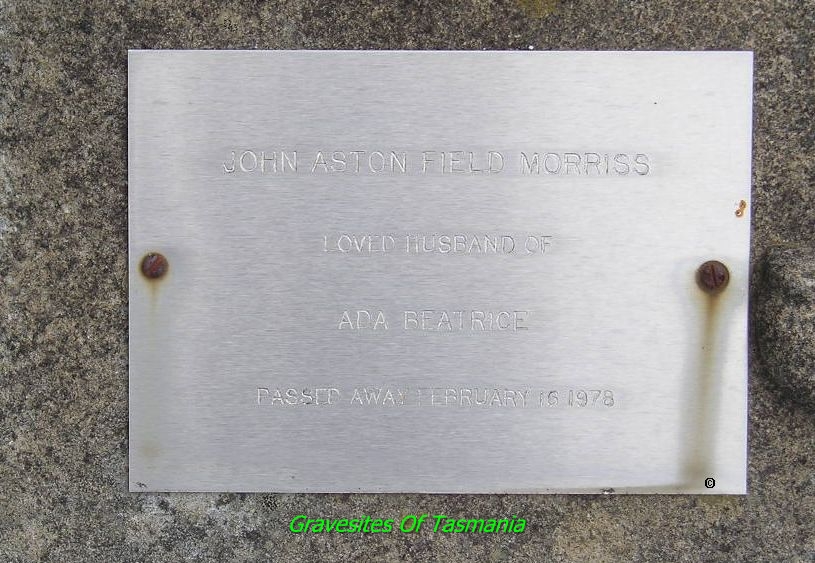 JOHN ASTON FIELD MORRISS
LOVED HUSBAND OF
ADA BEATRICE
PASSED AWAY FEBRUARY 16 1978
©
Gravesites Of Tasmania